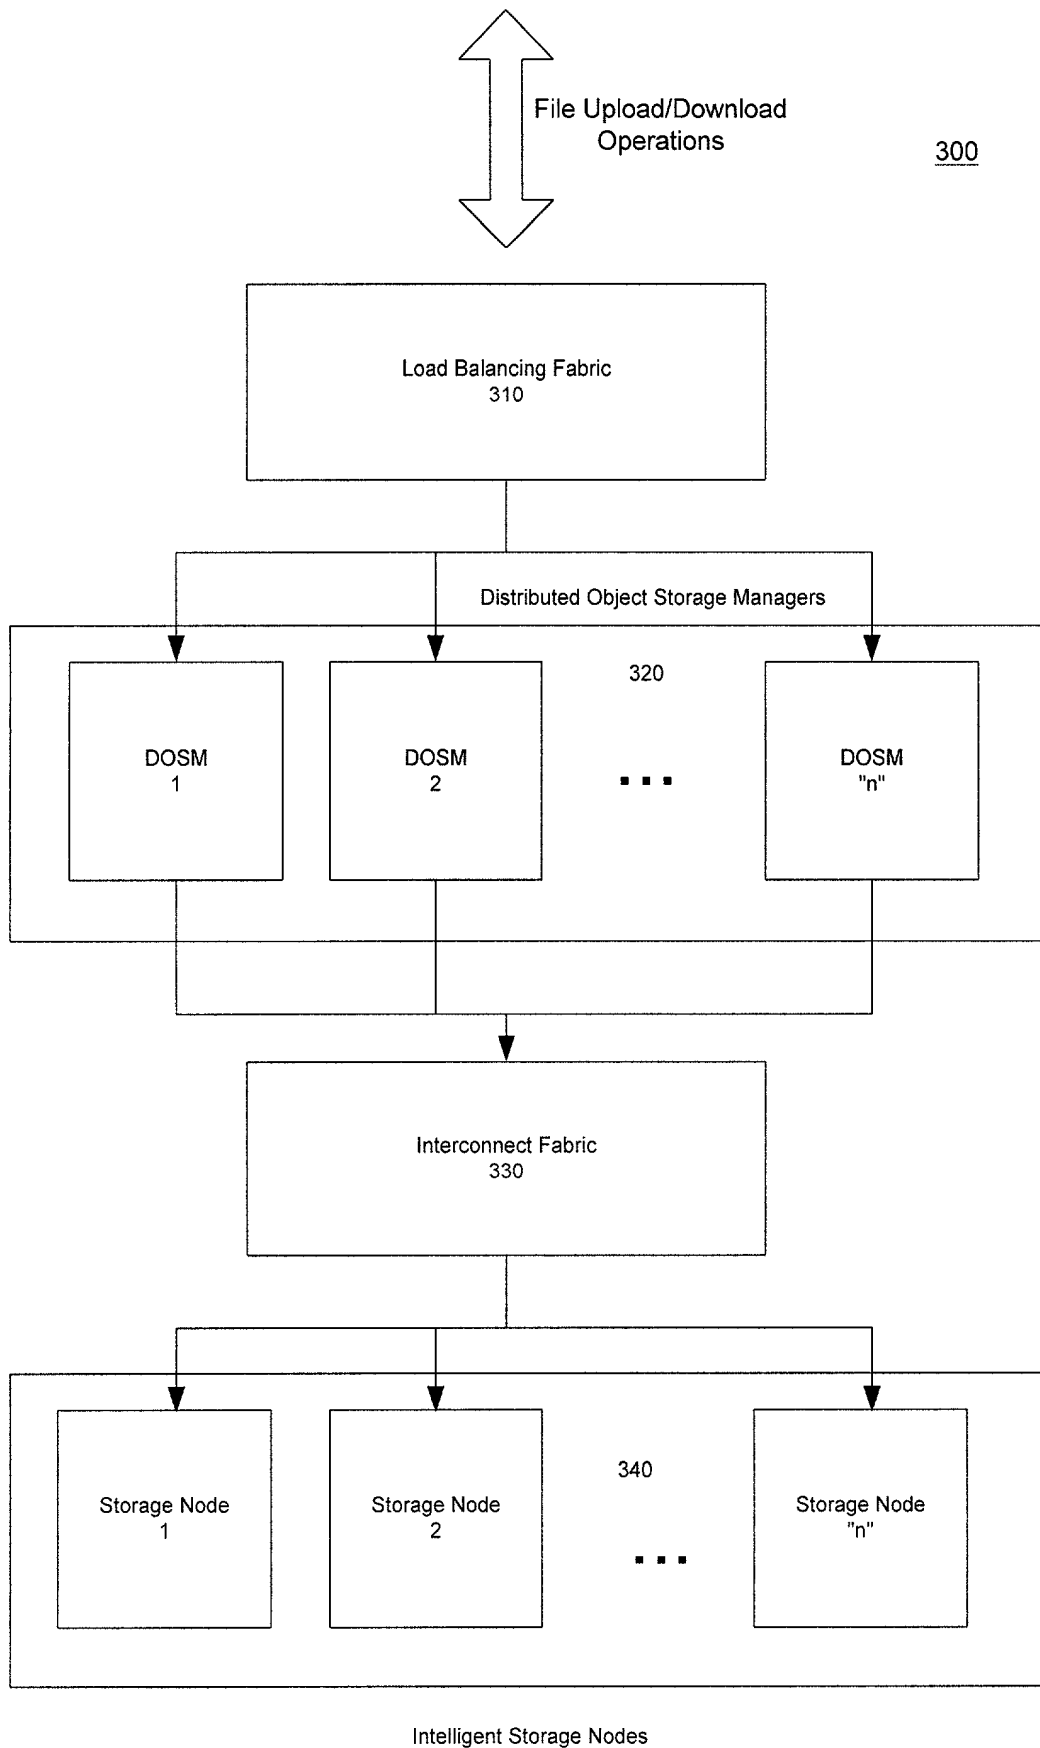 File Upload/Download
Operations
300
Load Balancing Fabric
310
Distributed Object Storage Managers
320
DOSM
1
DOSM
2
DOSM
"n"
Interconnect Fabric
330
340
Storage Node
1
Storage Node
2
Storage Node
"n"
Intelligent Storage Nodes